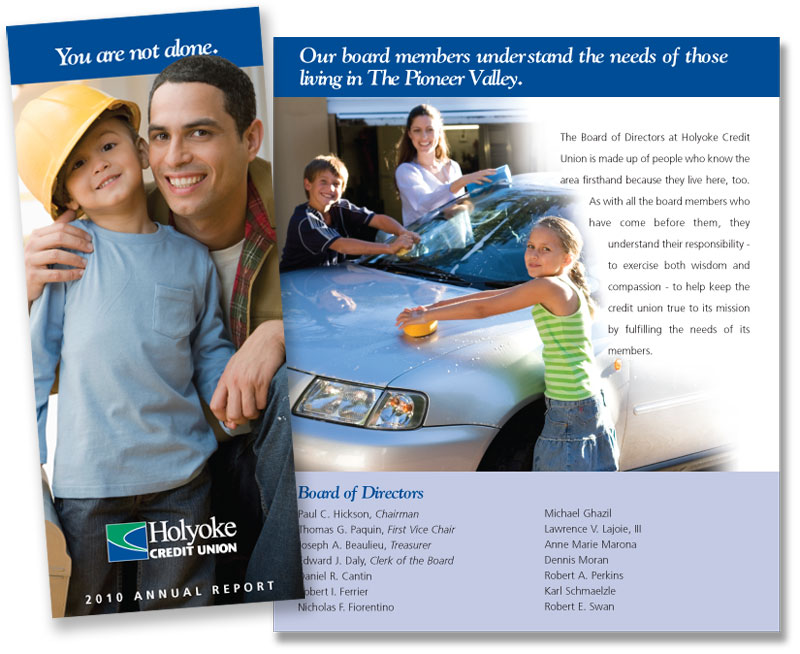 You are not alone.
Holyoke
CREDIT UNION
2010 ANNUAL REPORT
Our board members understand the needs of those
living in The Pioneer Valley.
The Board of Directors at Holyoke Credit
Union is made up of people who know the
area firsthand because they live here, too.
As with all the board members who
have come before them, they
understand their responsibility -
to exercise both wisdom and
compassion - to help keep the
credit union true to its mission
by fulfilling the needs of its
members.
Board of Directors
Paul C. Hickson, Chairman
Thomas G. Paquin, First Vice Chair
Joseph A. Beaulieu, Treasurer
Edward J. Daly, Clerk of the Board
Daniel R. Cantin
I. Ferrier
Nicholas F. Fiorentino
Michael Ghazil
Lawrence V. Lajoie, III
Anne Marie Marona
Dennis Moran
Robert A. Perkins
Karl Schmaelzle
Robert E. Swan